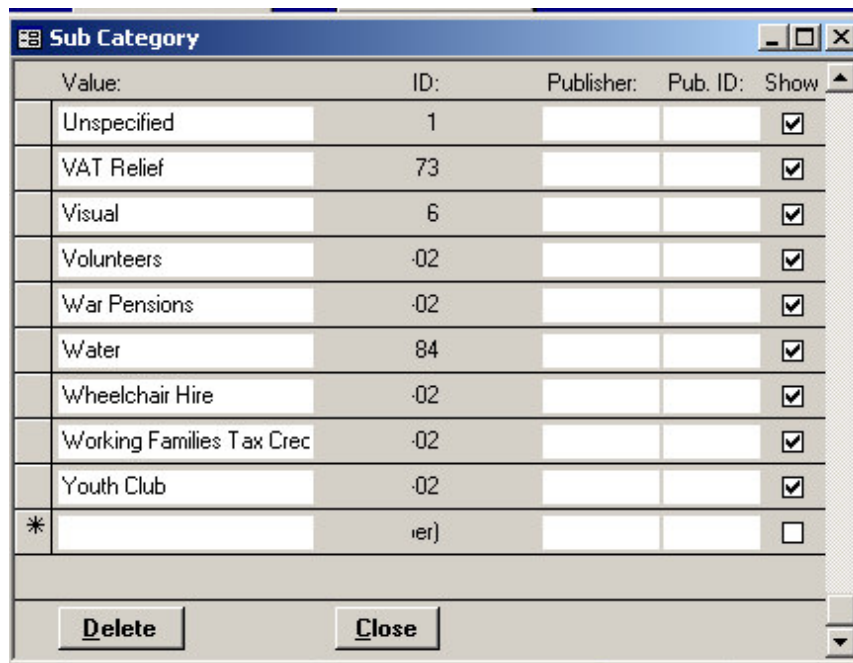 Sub Category
Value: ID: Publisher: Pub. ID: Show
Unspecified 1
VAT Relief 73
Visual 6
Volunteers -02
War Pensions -02
Water 84
Wheelchair Hire -02
Working Families Tax Crec -02
Youth Club -02
* er)
Delete Close